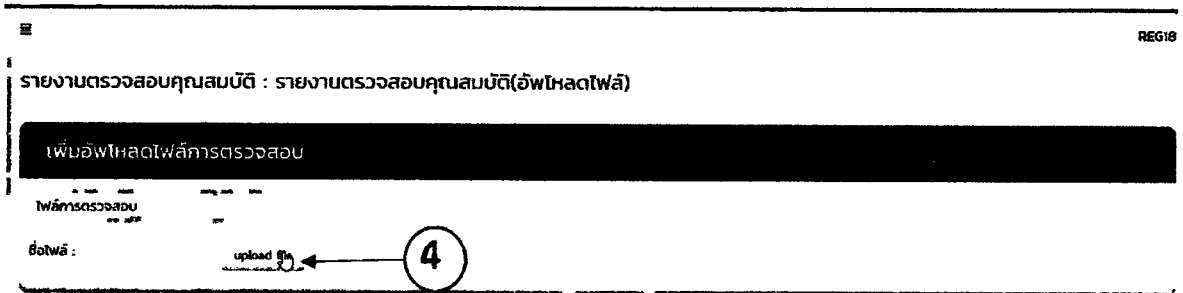 REG18
รายงานตรวจสอบคุณสมบัติ : รายงานตรวจสอบคุณสมบัติ(อัพโหลดไฟล์)
เพิ่มอัพโหลดไฟล์การตรวจสอบ
ไฟล์การตรวจสอบ
ชื่อไฟล์ :
upload
4